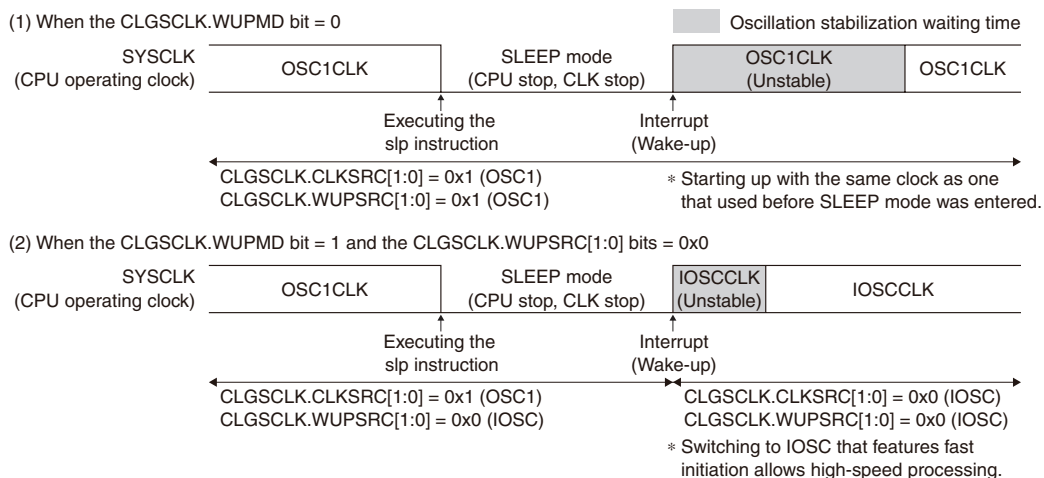 (1) When the CLGSCLK.WUPMD bit = 0
Oscillation stabilization waiting time
SYSCLK
(CPU operating clock)
OSC1CLK
SLEEP mode
(CPU stop, CLK stop)
OSC1CLK
(Unstable)
OSC1CLK
Executing the
slp instruction
Interrupt
(Wake-up)
CLGSCLK.CLKSRC[1:0] = 0x1 (OSC1)
CLGSCLK.WUPSRC[1:0] = 0x1 (OSC1)
* Starting up with the same clock as one
that used before SLEEP mode was entered.
(2) When the CLGSCLK.WUPMD bit = 1 and the CLGSCLK.WUPSRC[1:0] bits = 0x0
SYSCLK
(CPU operating clock)
OSC1CLK
SLEEP mode
(CPU stop, CLK stop)
IOSCCLK
(Unstable)
IOSCCLK
Executing the
slp instruction
Interrupt
(Wake-up)
CLGSCLK.CLKSRC[1:0] = 0x1 (OSC1)
CLGSCLK.WUPSRC[1:0] = 0x0 (IOSC)
CLGSCLK.CLKSRC[1:0] = 0x0 (IOSC)
CLGSCLK.WUPSRC[1:0] = 0x0 (IOSC)
* Switching to IOSC that features fast
initiation allows high-speed processing.